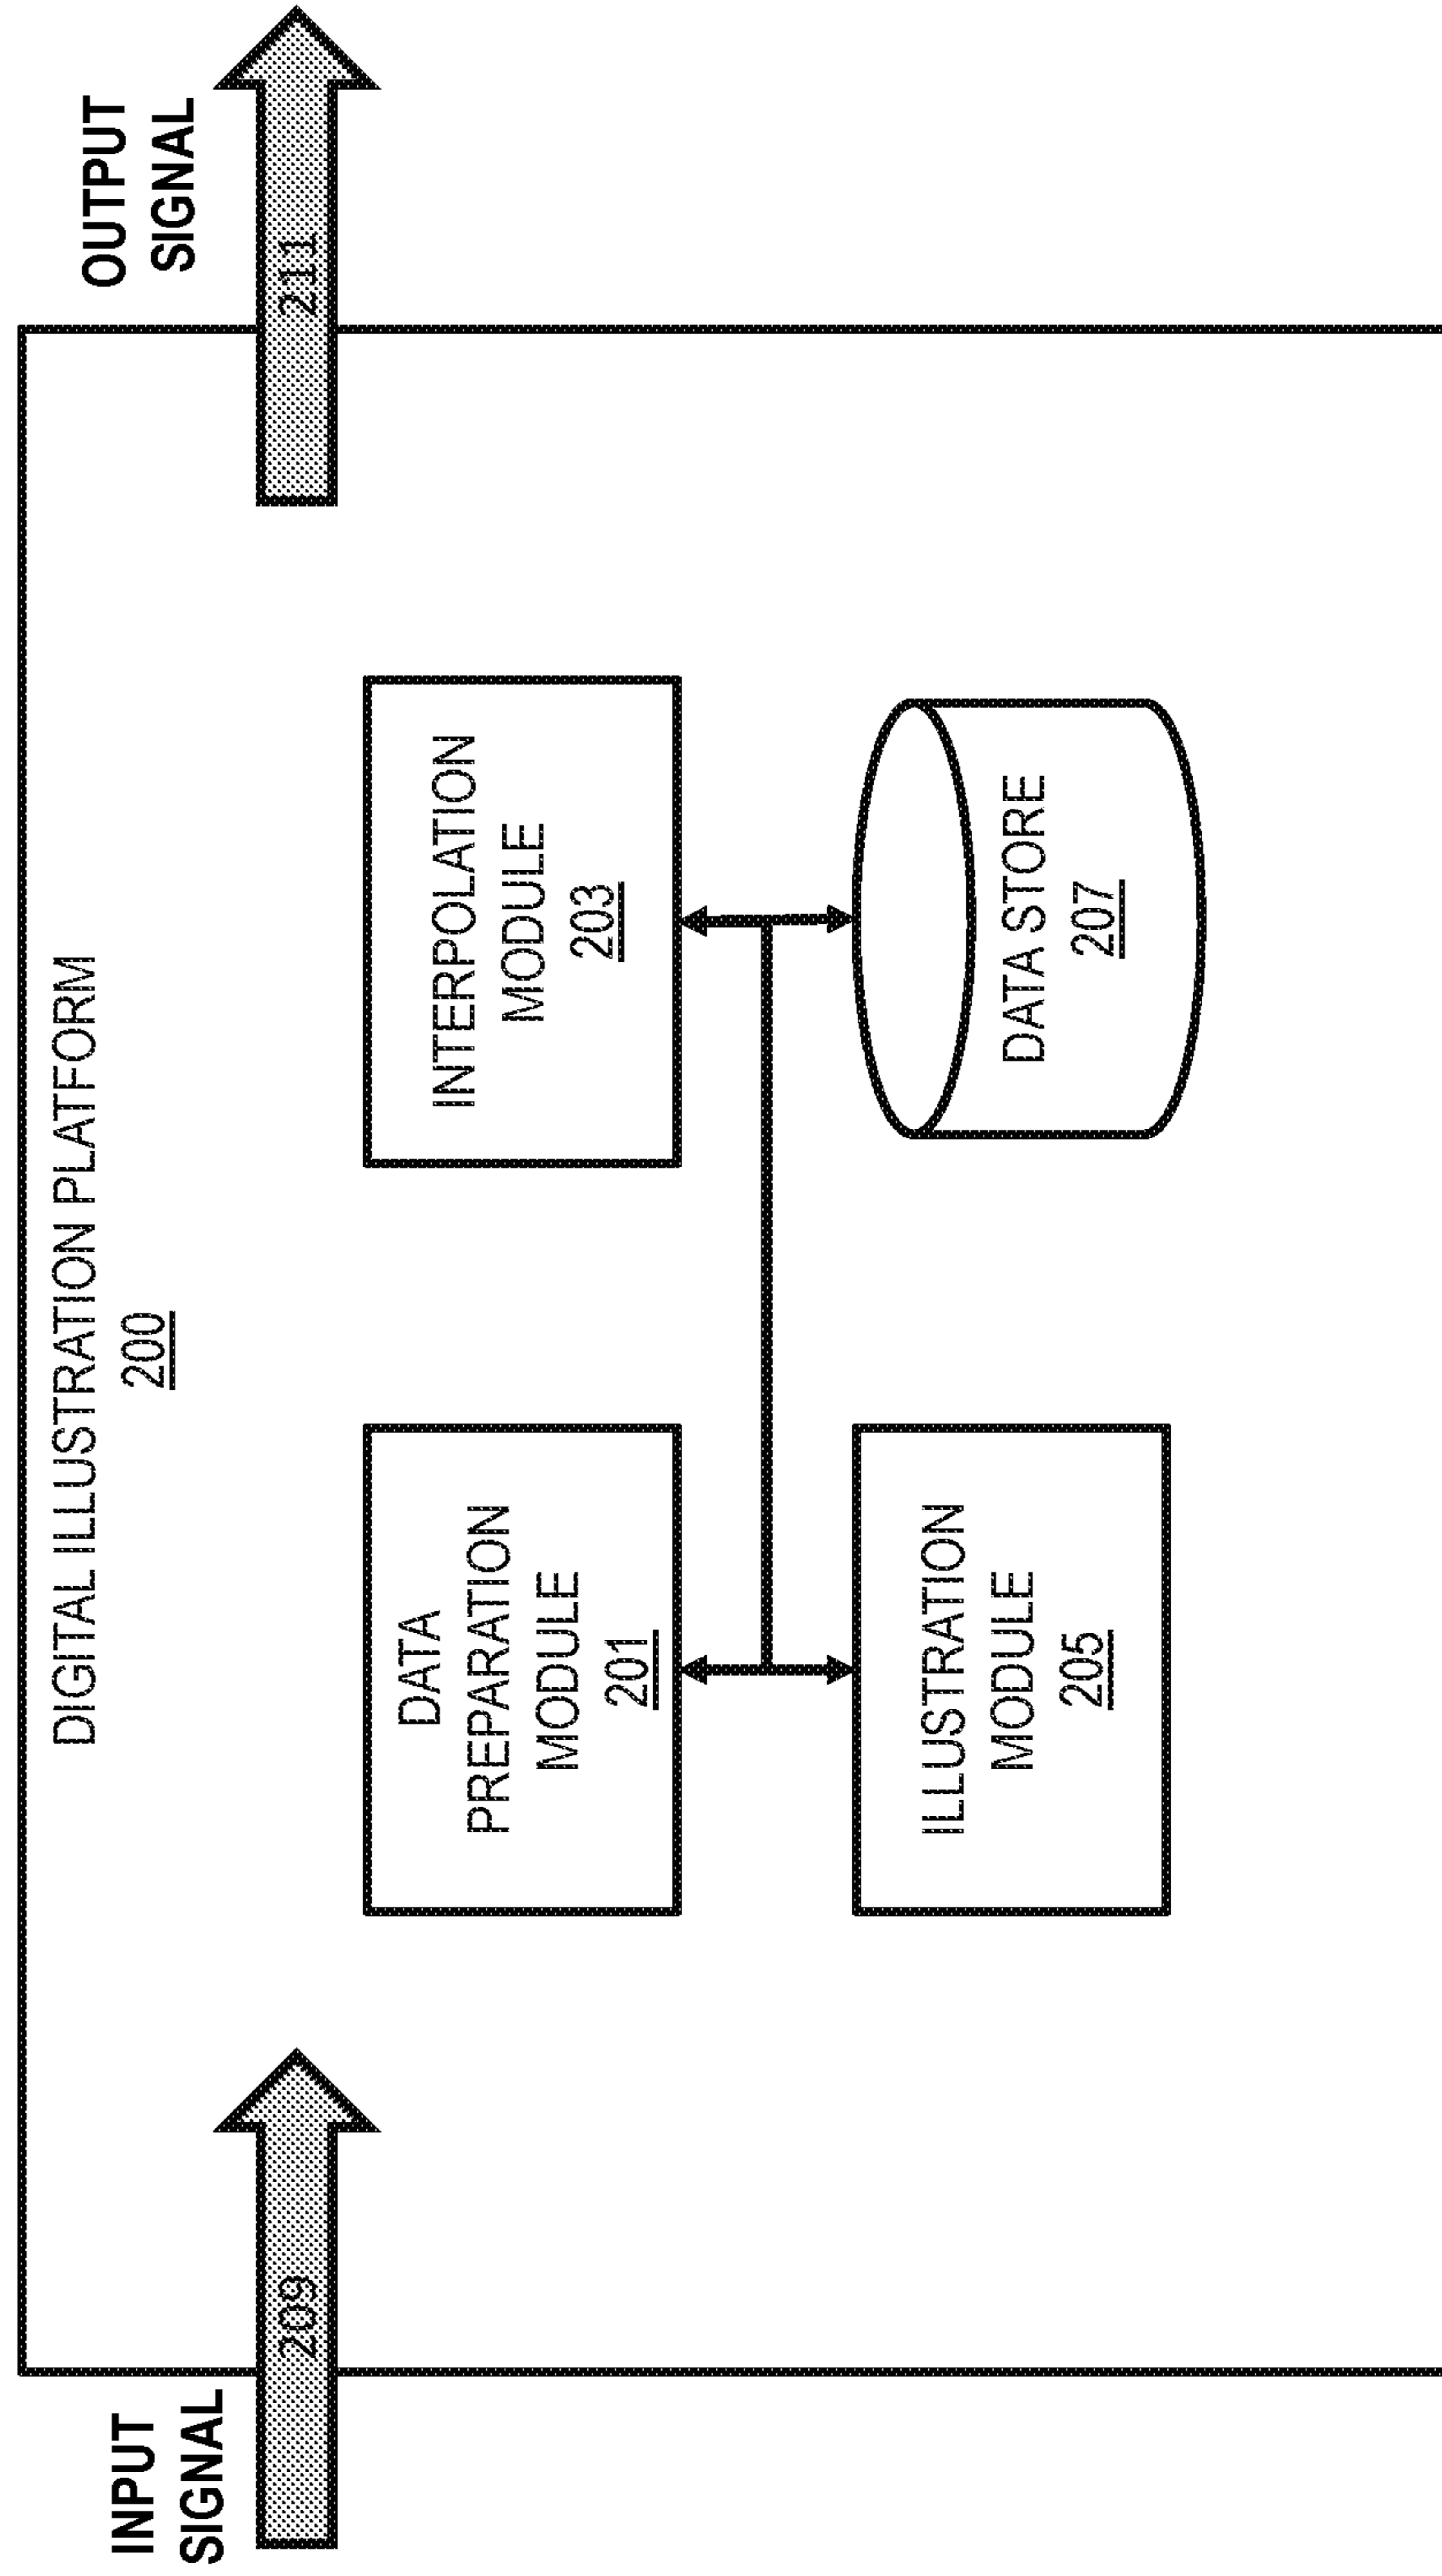 DIGITAL ILLUSTRATION PLATFORM
200
INPUT
SIGNAL
209
OUTPUT
SIGNAL
211
DATA
PREPARATION
MODULE
201
INTERPOLATION
MODULE
203
ILLUSTRATION
MODULE
205
DATA STORE
207